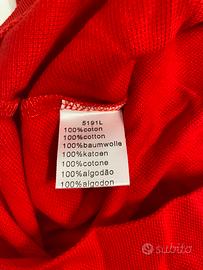 5191L
100%coton
100%cotton
100%baumwolle
100%katoen
100%cotone
100%algodão
100%algodon
subito